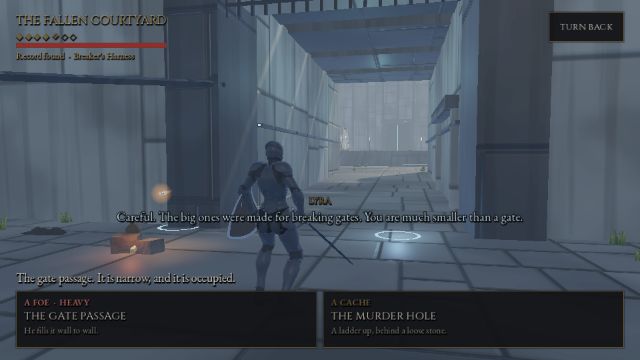 THE FALLEN COURTYARD
TURN BACK
Record found · Breaker's Harness
LYRA
Careful. The big ones were made for breaking gates. You are much smaller than a gate.
The gate passage. It is narrow, and it is occupied.
A FOE · HEAVY
THE GATE PASSAGE
He fills it wall to wall.
A CACHE
THE MURDER HOLE
A ladder up, behind a loose stone.